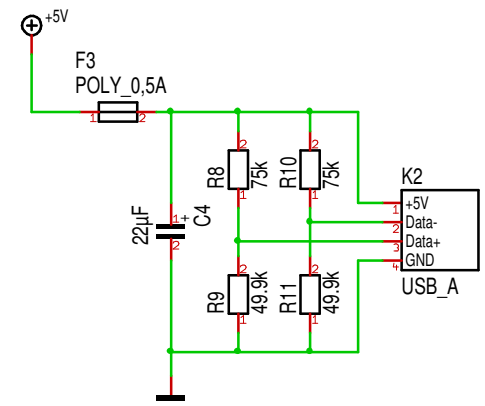 +5V
F3
POLY_0,5A
1 2
2 2
R8 75k R10 75k
1 1
K2
+5V
1
Data-
2
Data+
3
GND
4
USB_A
22µF 1 + C4
2
2 2
R9 49.9k R11 49.9k
1 1